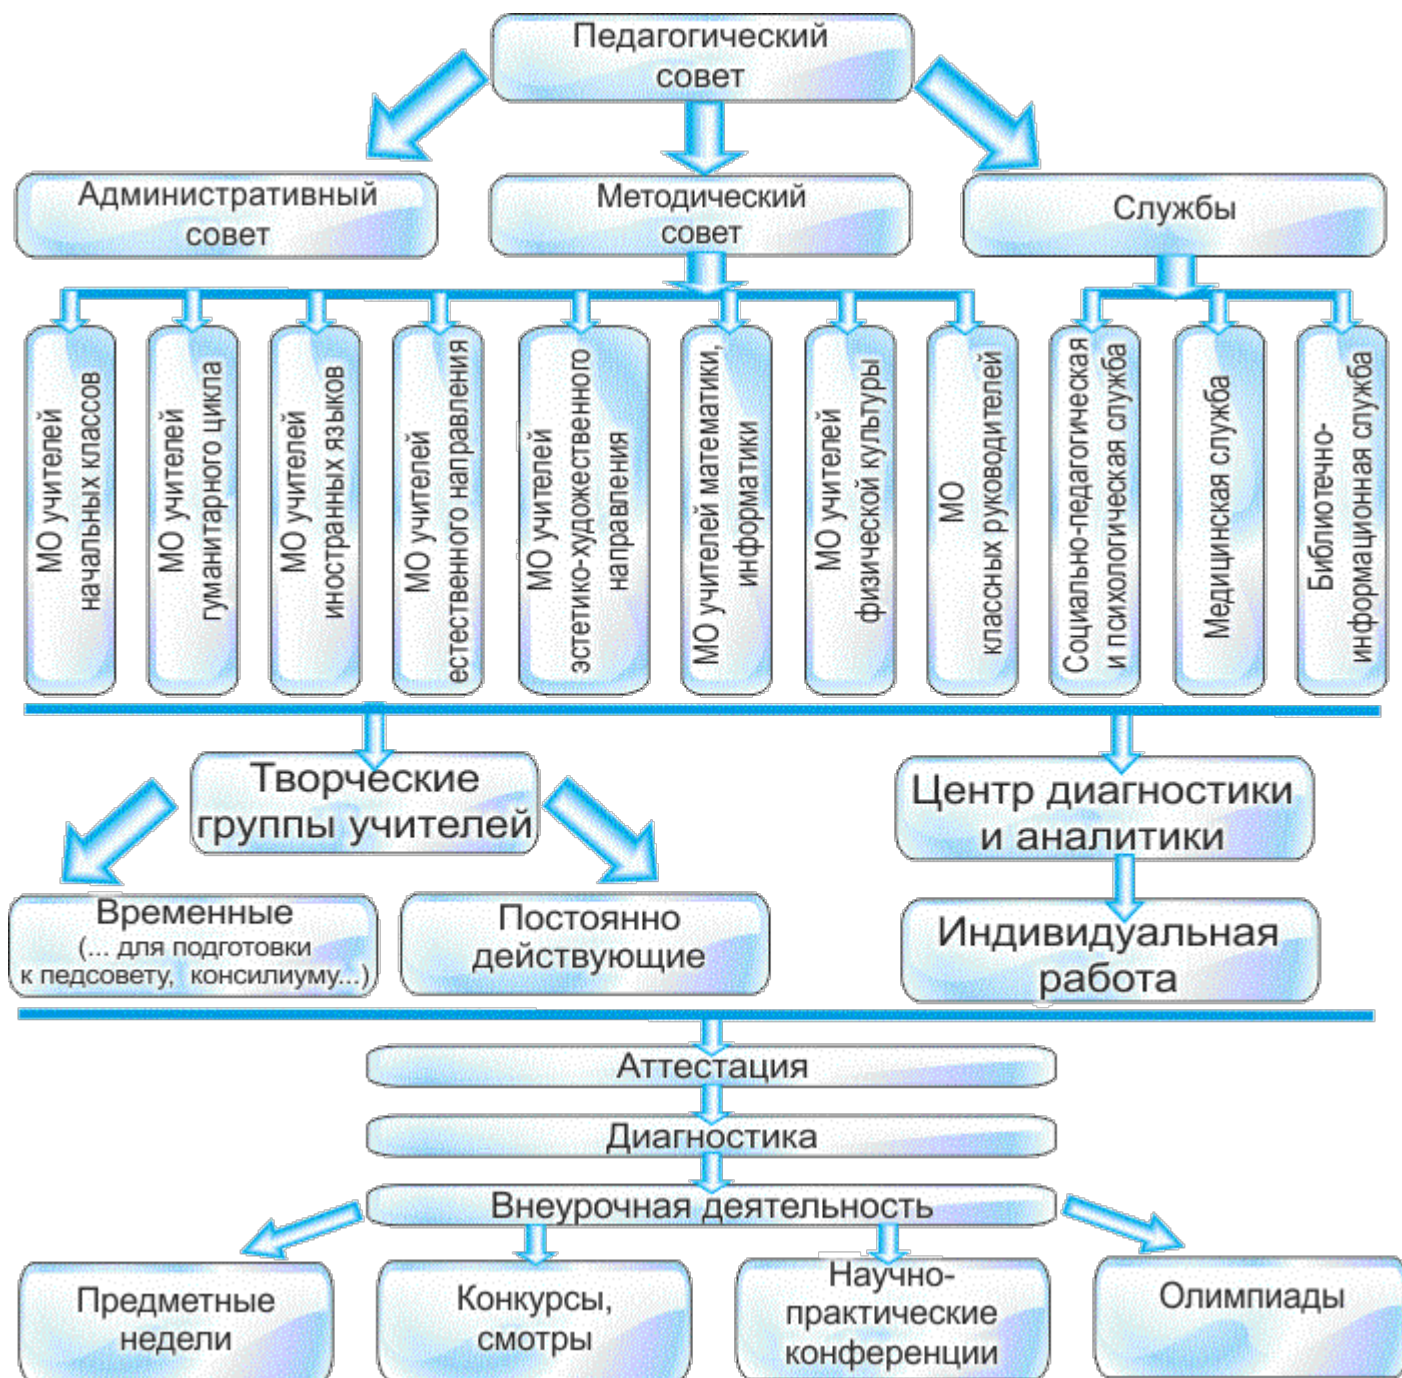 Педагогический
совет
Административный
совет
Методический
совет
Службы
МО учителей
начальных классов
МО учителей
гуманитарного цикла
МО учителей
иностранных языков
МО учителей
естественного направления
МО учителей
эстетико-художественного
направления
МО учителей математики,
информатики
МО учителей
физической культуры
МО
классных руководителей
Социально-педагогическая
и психологическая служба
Медицинская служба
Библиотечно-
информационная служба
Творческие
группы учителей
Центр диагностики
и аналитики
Временные
(... для подготовки
к педсовету, консилиуму...)
Постоянно
действующие
Индивидуальная
работа
Аттестация
Диагностика
Внеурочная деятельность
Предметные
недели
Конкурсы,
смотры
Научно-
практические
конференции
Олимпиады